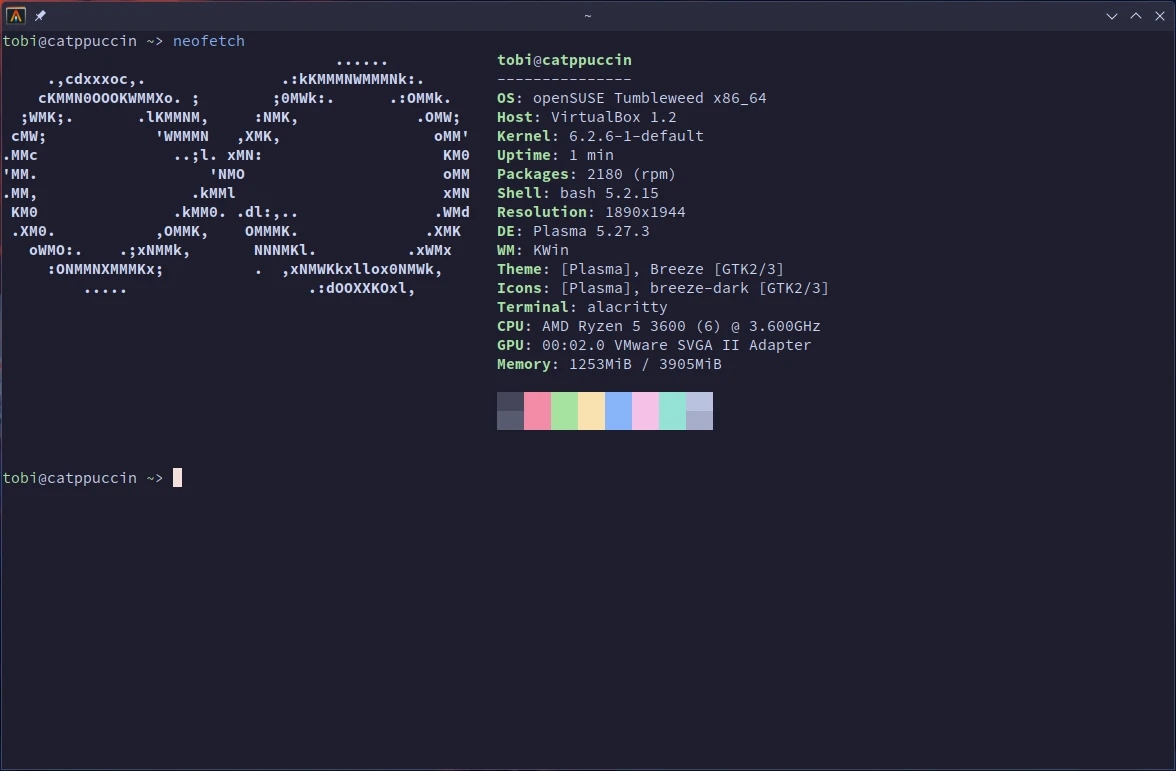 ~
tobi@catppuccin ~> neofetch
                                     ......
     .,cdxxxoc,.               .:kKMMMNWMMMNk:.
    cKMMN0OOOKWMMXo. ;        ;0MWk:.      .:OMMk.
  ;WMK;.       .lKMMNM,     :NMK,             .OMW;
 cMW;            'WMMMN   ,XMK,                 oMM'
.MMc               ..;l. xMN:                    KM0
'MM.                   'NMO                      oMM
.MM,                 .kMMl                       xMN
 KM0               .kMM0. .dl:,..               .WMd
 .XM0.           ,OMMK,    OMMMK.              .XMK
   oWMO:.    .;xNMMk,       NNNMKl.          .xWMx
     :ONMMNXMMMKx;          .  ,xNMWKkxllox0NMWk,
         .....                    .:dOOXXKOxl,
tobi@catppuccin
---------------
OS: openSUSE Tumbleweed x86_64
Host: VirtualBox 1.2
Kernel: 6.2.6-1-default
Uptime: 1 min
Packages: 2180 (rpm)
Shell: bash 5.2.15
Resolution: 1890x1944
DE: Plasma 5.27.3
WM: KWin
Theme: [Plasma], Breeze [GTK2/3]
Icons: [Plasma], breeze-dark [GTK2/3]
Terminal: alacritty
CPU: AMD Ryzen 5 3600 (6) @ 3.600GHz
GPU: 00:02.0 VMware SVGA II Adapter
Memory: 1253MiB / 3905MiB
tobi@catppuccin ~>